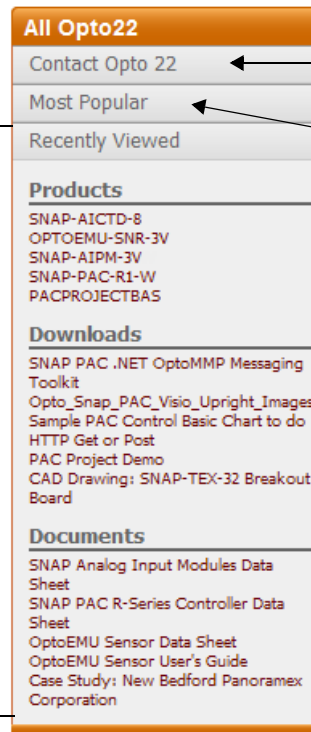 All Opto22
Contact Opto 22
Most Popular
Recently Viewed
Products
SNAP-AICTD-8
OPTOEMU-SNR-3V
SNAP-AIPM-3V
SNAP-PAC-R1-W
PACPROJECTBAS
Downloads
SNAP PAC .NET OptoMMP Messaging
Toolkit
Opto_Snap_PAC_Visio_Upright_Images
Sample PAC Control Basic Chart to do
HTTP Get or Post
PAC Project Demo
CAD Drawing: SNAP-TEX-32 Breakout
Board
Documents
SNAP Analog Input Modules Data
Sheet
SNAP PAC R-Series Controller Data
Sheet
OptoEMU Sensor Data Sheet
OptoEMU Sensor User's Guide
Case Study: New Bedford Panoramex
Corporation